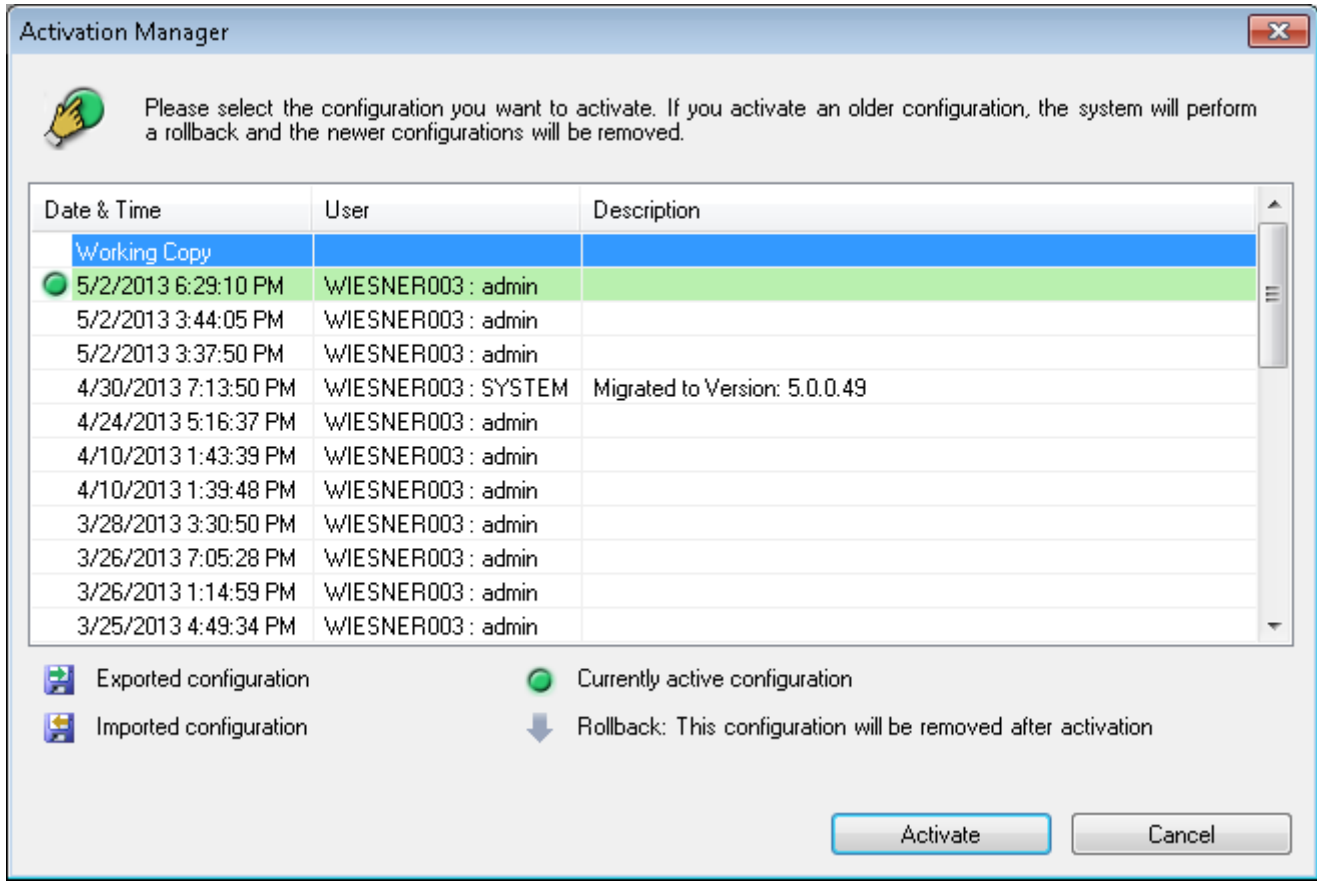 Activation Manager
Please select the configuration you want to activate. If you activate an older configuration, the system will perform
a rollback and the newer configurations will be removed.
Date & Time User Description
Working Copy
5/2/2013 6:29:10 PM WIESNER003 : admin
5/2/2013 3:44:05 PM WIESNER003 : admin
5/2/2013 3:37:50 PM WIESNER003 : admin
4/30/2013 7:13:50 PM WIESNER003 : SYSTEM Migrated to Version: 5.0.0.49
4/24/2013 5:16:37 PM WIESNER003 : admin
4/10/2013 1:43:39 PM WIESNER003 : admin
4/10/2013 1:39:48 PM WIESNER003 : admin
3/28/2013 3:30:50 PM WIESNER003 : admin
3/26/2013 7:05:28 PM WIESNER003 : admin
3/26/2013 1:14:59 PM WIESNER003 : admin
3/25/2013 4:49:34 PM WIESNER003 : admin
Exported configuration Currently active configuration
Imported configuration Rollback: This configuration will be removed after activation
Activate Cancel